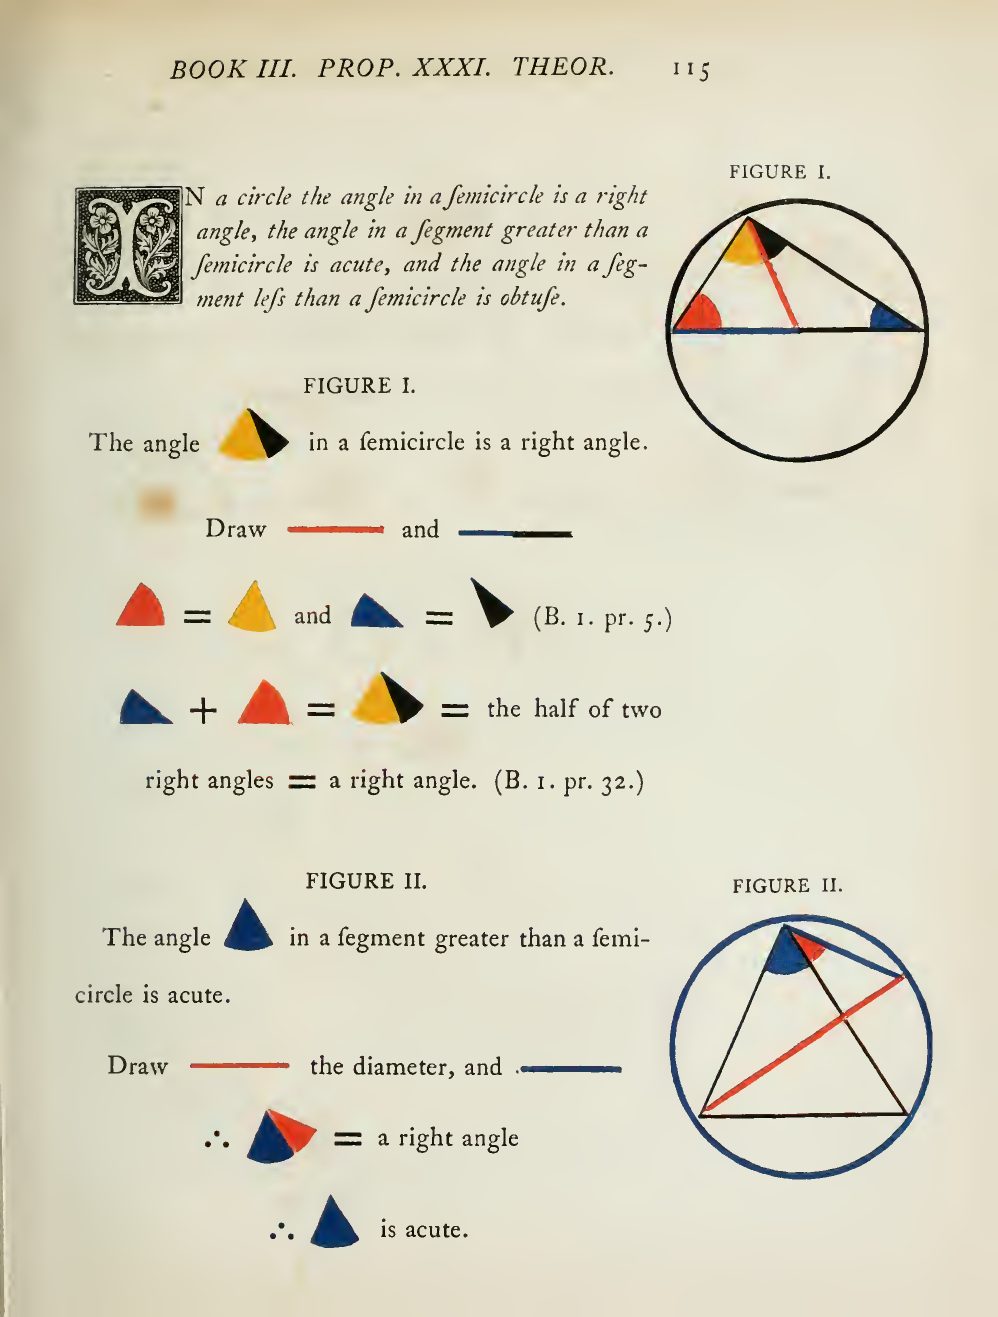 BOOK III. PROP. XXXI. THEOR. 115
FIGURE I.
IN a circle the angle in a ſemicircle is a right
angle, the angle in a ſegment greater than a
ſemicircle is acute, and the angle in a ſeg-
ment leſs than a ſemicircle is obtuſe.
FIGURE I.
The angle in a ſemicircle is a right angle.
Draw and
= and = (B. 1. pr. 5.)
+ = = the half of two
right angles = a right angle. (B. 1. pr. 32.)
FIGURE II.
FIGURE II.
The angle in a ſegment greater than a ſemi-
circle is acute.
Draw the diameter, and
∴ = a right angle
∴ is acute.